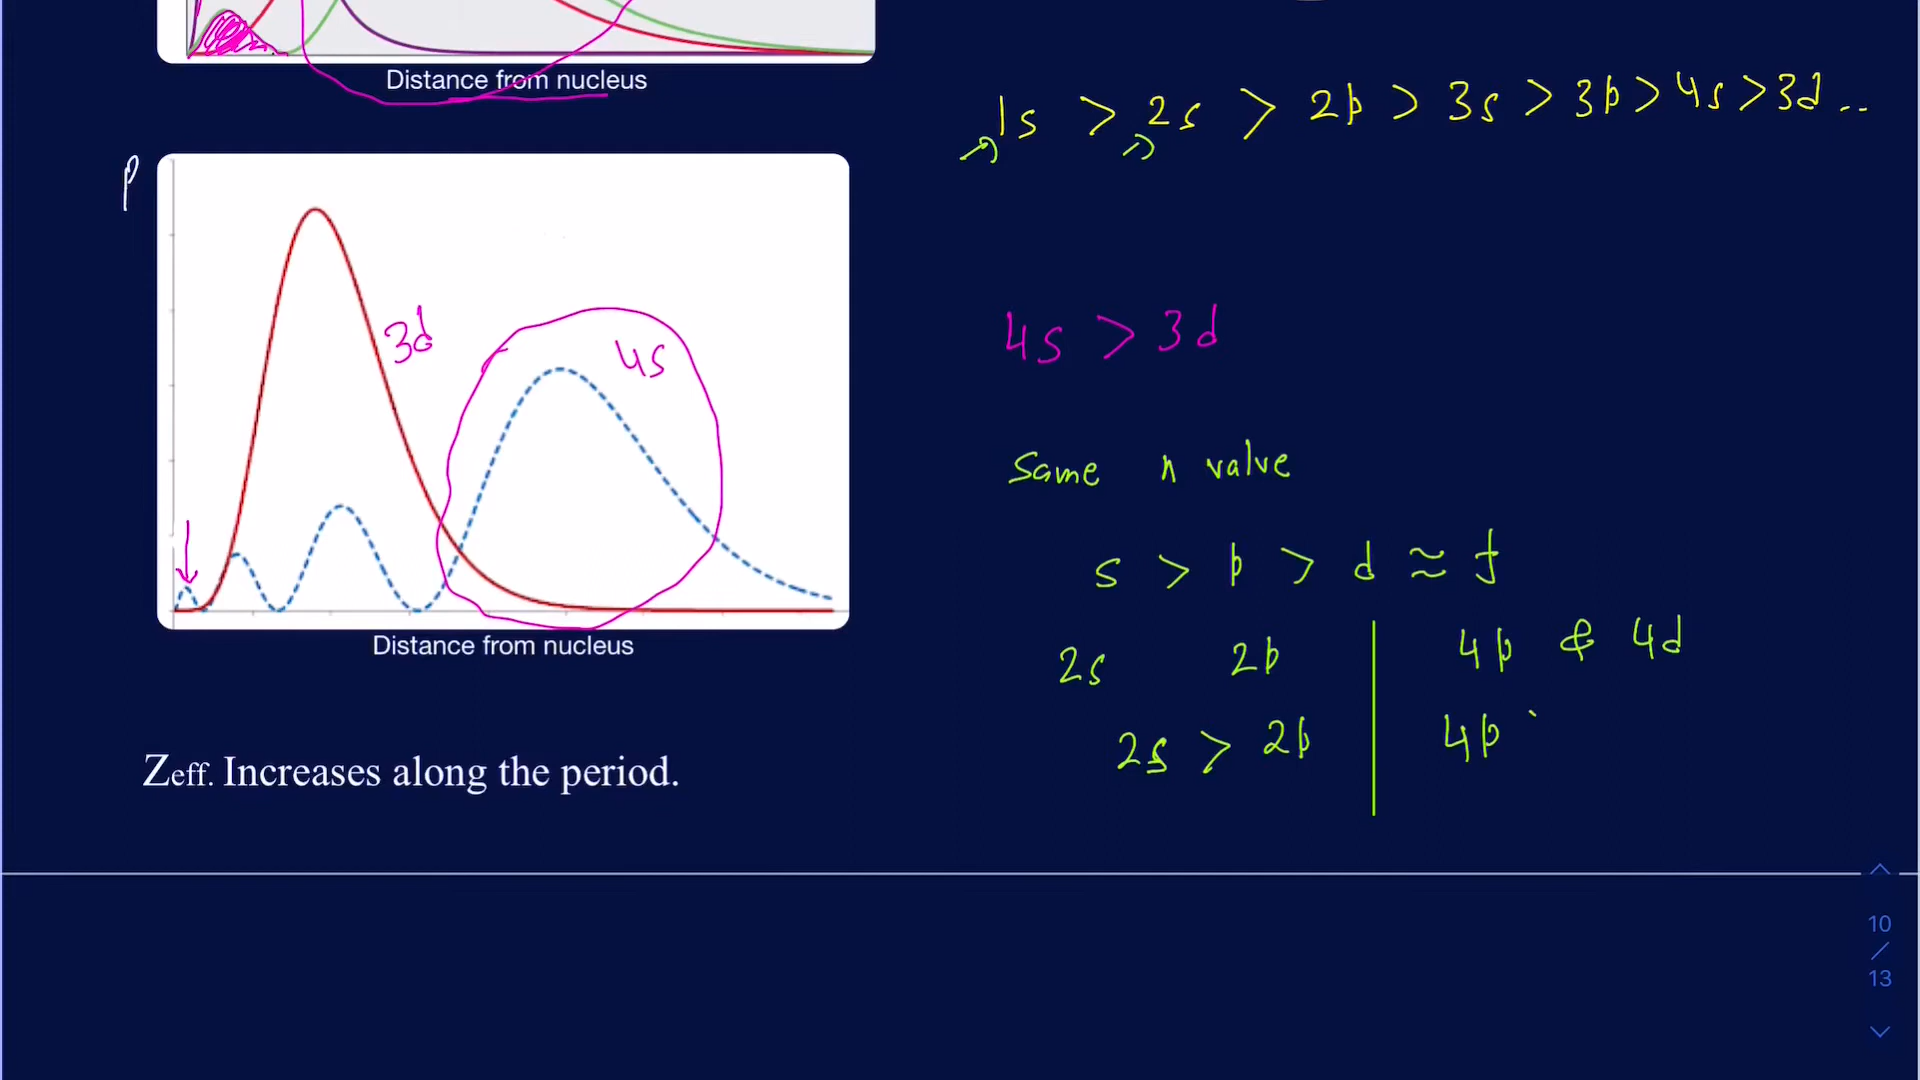 Distance from nucleus
1s > 2s > 2p > 3s > 3p > 4s > 3d ..
P
3d
4s
4s > 3d
Same n value
s > p > d ≈ f
Distance from nucleus
2s 2p
4p & 4d
2s > 2p
4p
Zeff. Increases along the period.
10
/
13